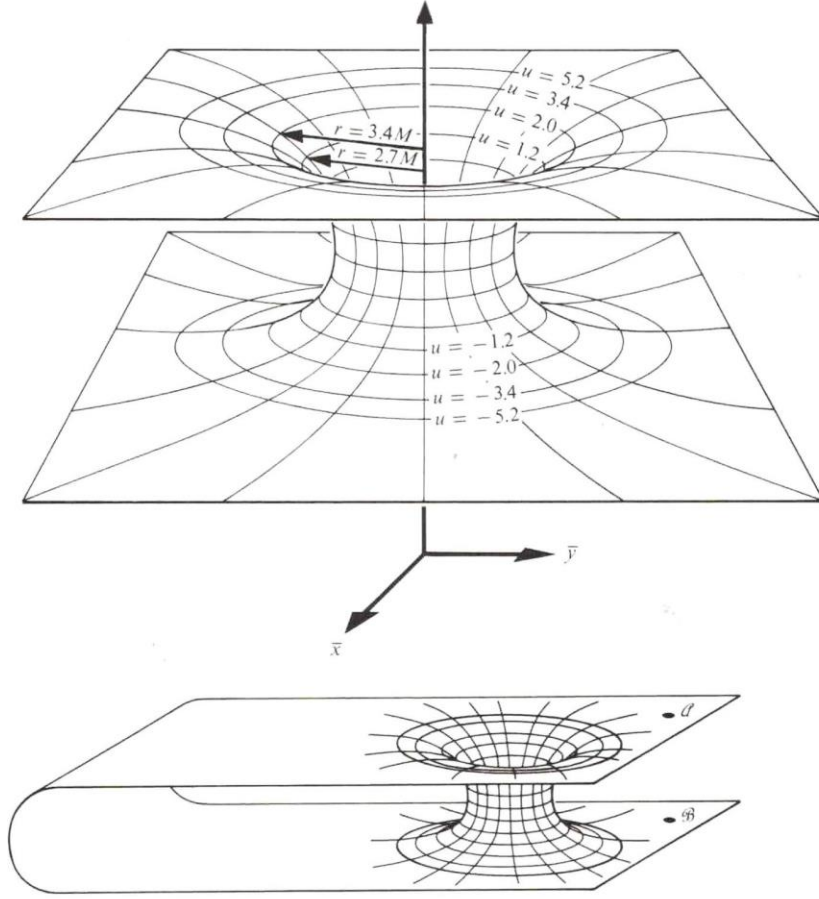 u = 5.2
u = 3.4
u = 2.0
u = 1.2
r = 3.4M
r = 2.7M
u = −1.2
u = −2.0
u = −3.4
u = −5.2
y̅
x̅
𝒜
ℬ